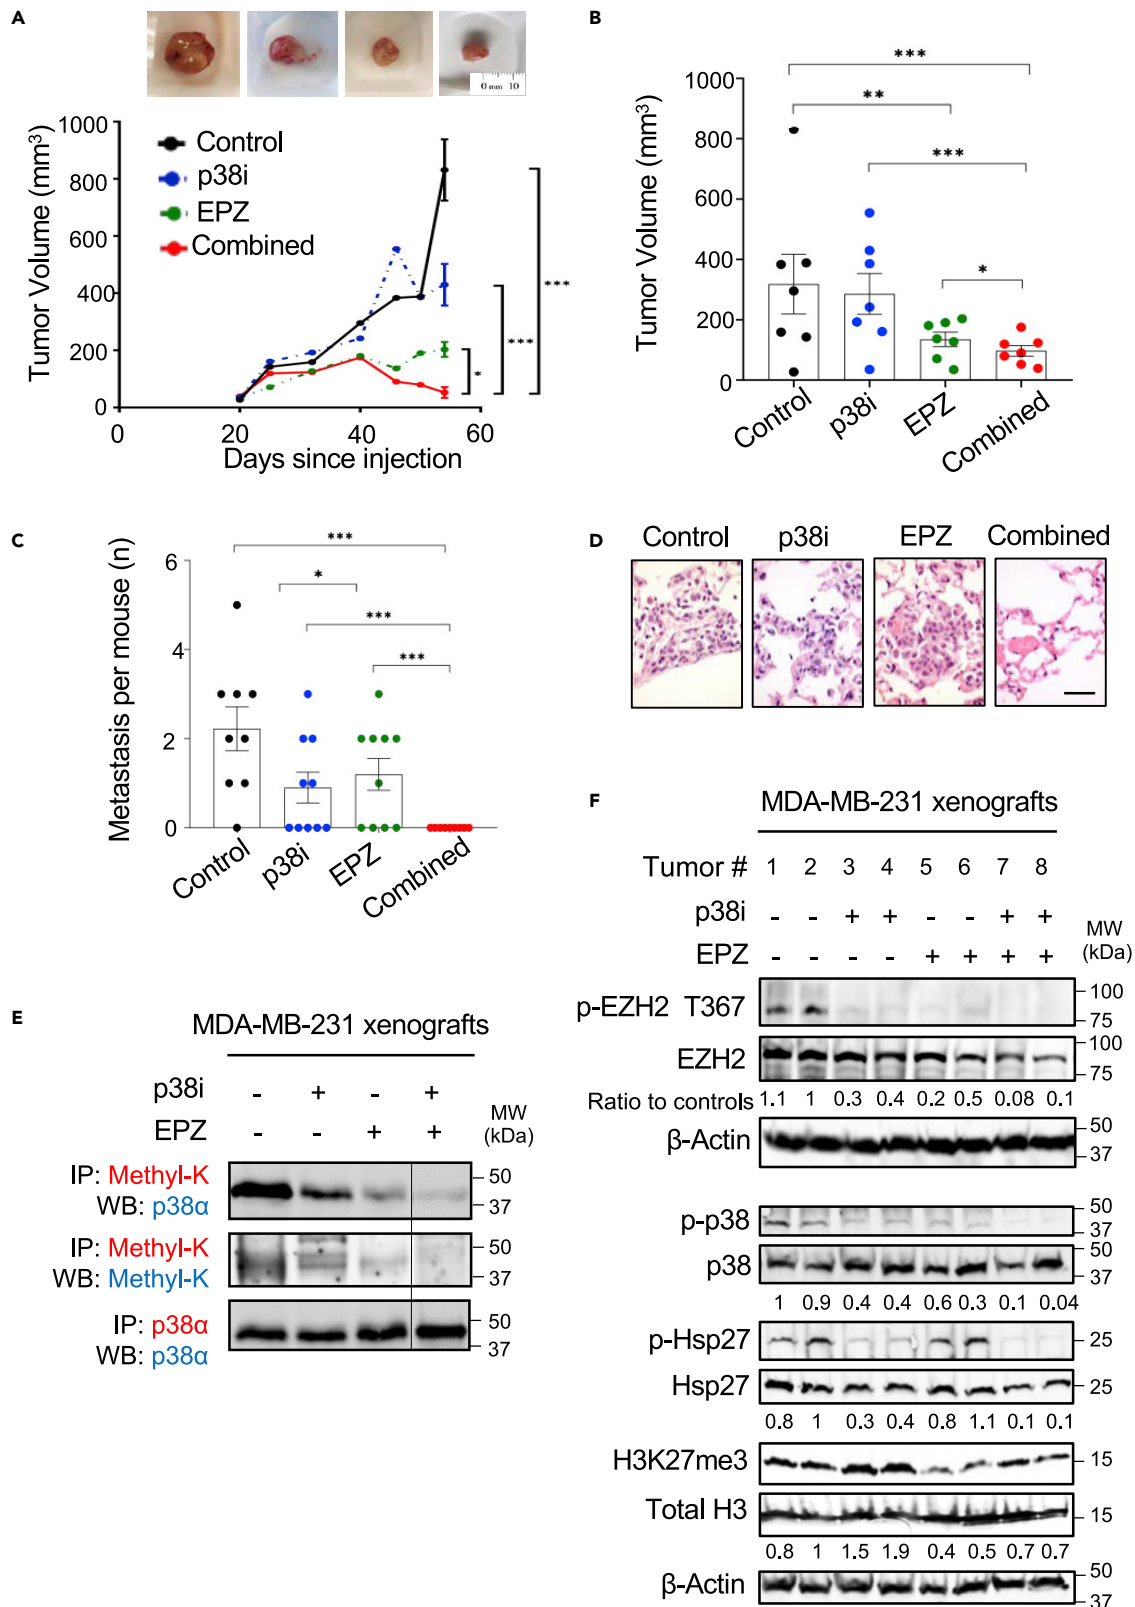 A
0 mm 10
Tumor Volume (mm³)
1000
800
600
400
200
0
Control
p38i
EPZ
Combined
***
***
*
0 20 40 60
Days since injection
B
Tumor Volume (mm³)
1000
800
600
400
200
0
***
**
***
*
Control p38i EPZ Combined
C
Metastasis per mouse (n)
6
4
2
0
***
*
***
***
Control p38i EPZ Combined
D
Control p38i EPZ Combined
E
MDA-MB-231 xenografts
p38i - + - +
EPZ - - + +
MW (kDa)
IP: Methyl-K
WB: p38α
50
37
IP: Methyl-K
WB: Methyl-K
50
37
IP: p38α
WB: p38α
50
37
F
MDA-MB-231 xenografts
Tumor # 1 2 3 4 5 6 7 8
p38i - - + + - - + +
EPZ - - - - + + + +
MW (kDa)
p-EZH2 T367
100
75
EZH2
100
75
Ratio to controls 1.1 1 0.3 0.4 0.2 0.5 0.08 0.1
β-Actin
50
37
p-p38
50
37
p38
50
37
1 0.9 0.4 0.4 0.6 0.3 0.1 0.04
p-Hsp27
25
Hsp27
25
0.8 1 0.3 0.4 0.8 1.1 0.1 0.1
H3K27me3
15
Total H3
15
0.8 1 1.5 1.9 0.4 0.5 0.7 0.7
β-Actin
50
37